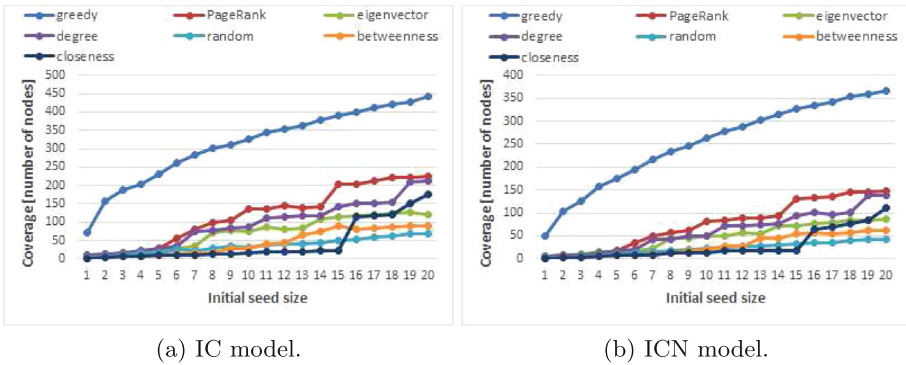 greedy PageRank eigenvector
degree random betweenness
closeness
Coverage [number of nodes]
500
450
400
350
300
250
200
150
100
50
0
1 2 3 4 5 6 7 8 9 10 11 12 13 14 15 16 17 18 19 20
Initial seed size
(a) IC model.
greedy PageRank eigenvector
degree random betweenness
closeness
Coverage [number of nodes]
400
350
300
250
200
150
100
50
0
1 2 3 4 5 6 7 8 9 10 11 12 13 14 15 16 17 18 19 20
Initial seed size
(b) ICN model.